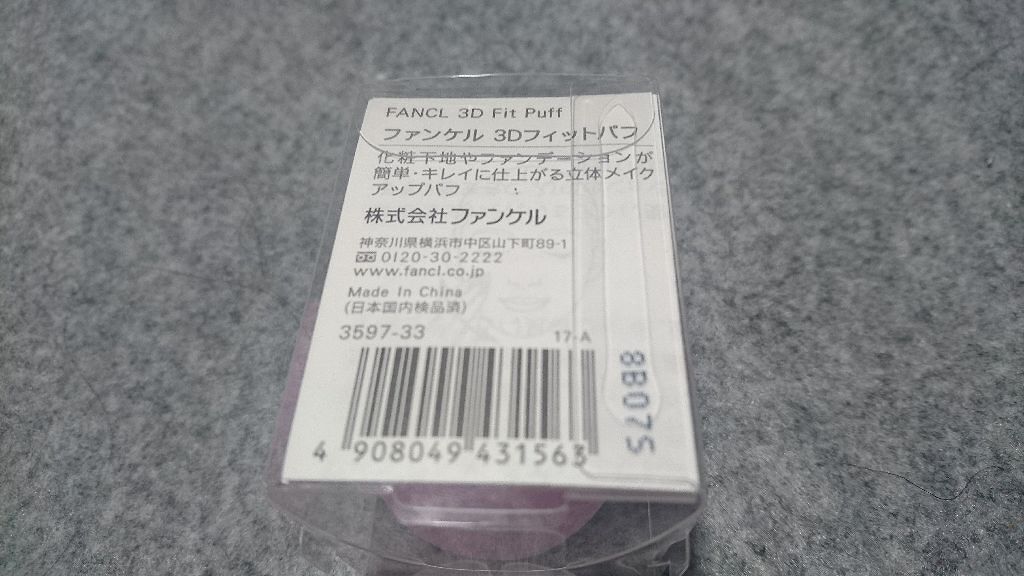 FANCL 3D Fit Puff
ファンケル 3Dフィットパフ
化粧下地やファンデーションが
簡単・キレイに仕上がる立体メイク
アップパフ
株式会社ファンケル
神奈川県横浜市中区山下町89-1
0120-30-2222
www.fancl.co.jp
Made In China
(日本国内検品済)
3597-33
17-A
4 908049 431563
8B07S